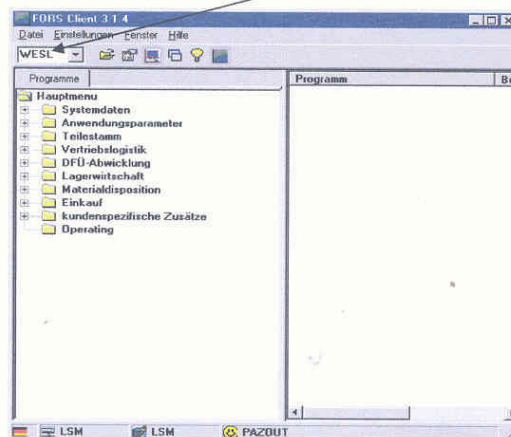 FORS Client 3.1.4
Datei Einstellungen Fenster Hilfe
WESL
Programme
Programm
Hauptmenu
Systemdaten
Anwendungsparameter
Teilestamm
Vertriebslogistik
DFÜ-Abwicklung
Lagerwirtschaft
Materialdisposition
Einkauf
kundenspezifische Zusätze
Operating
LSM LSM PAZOUT